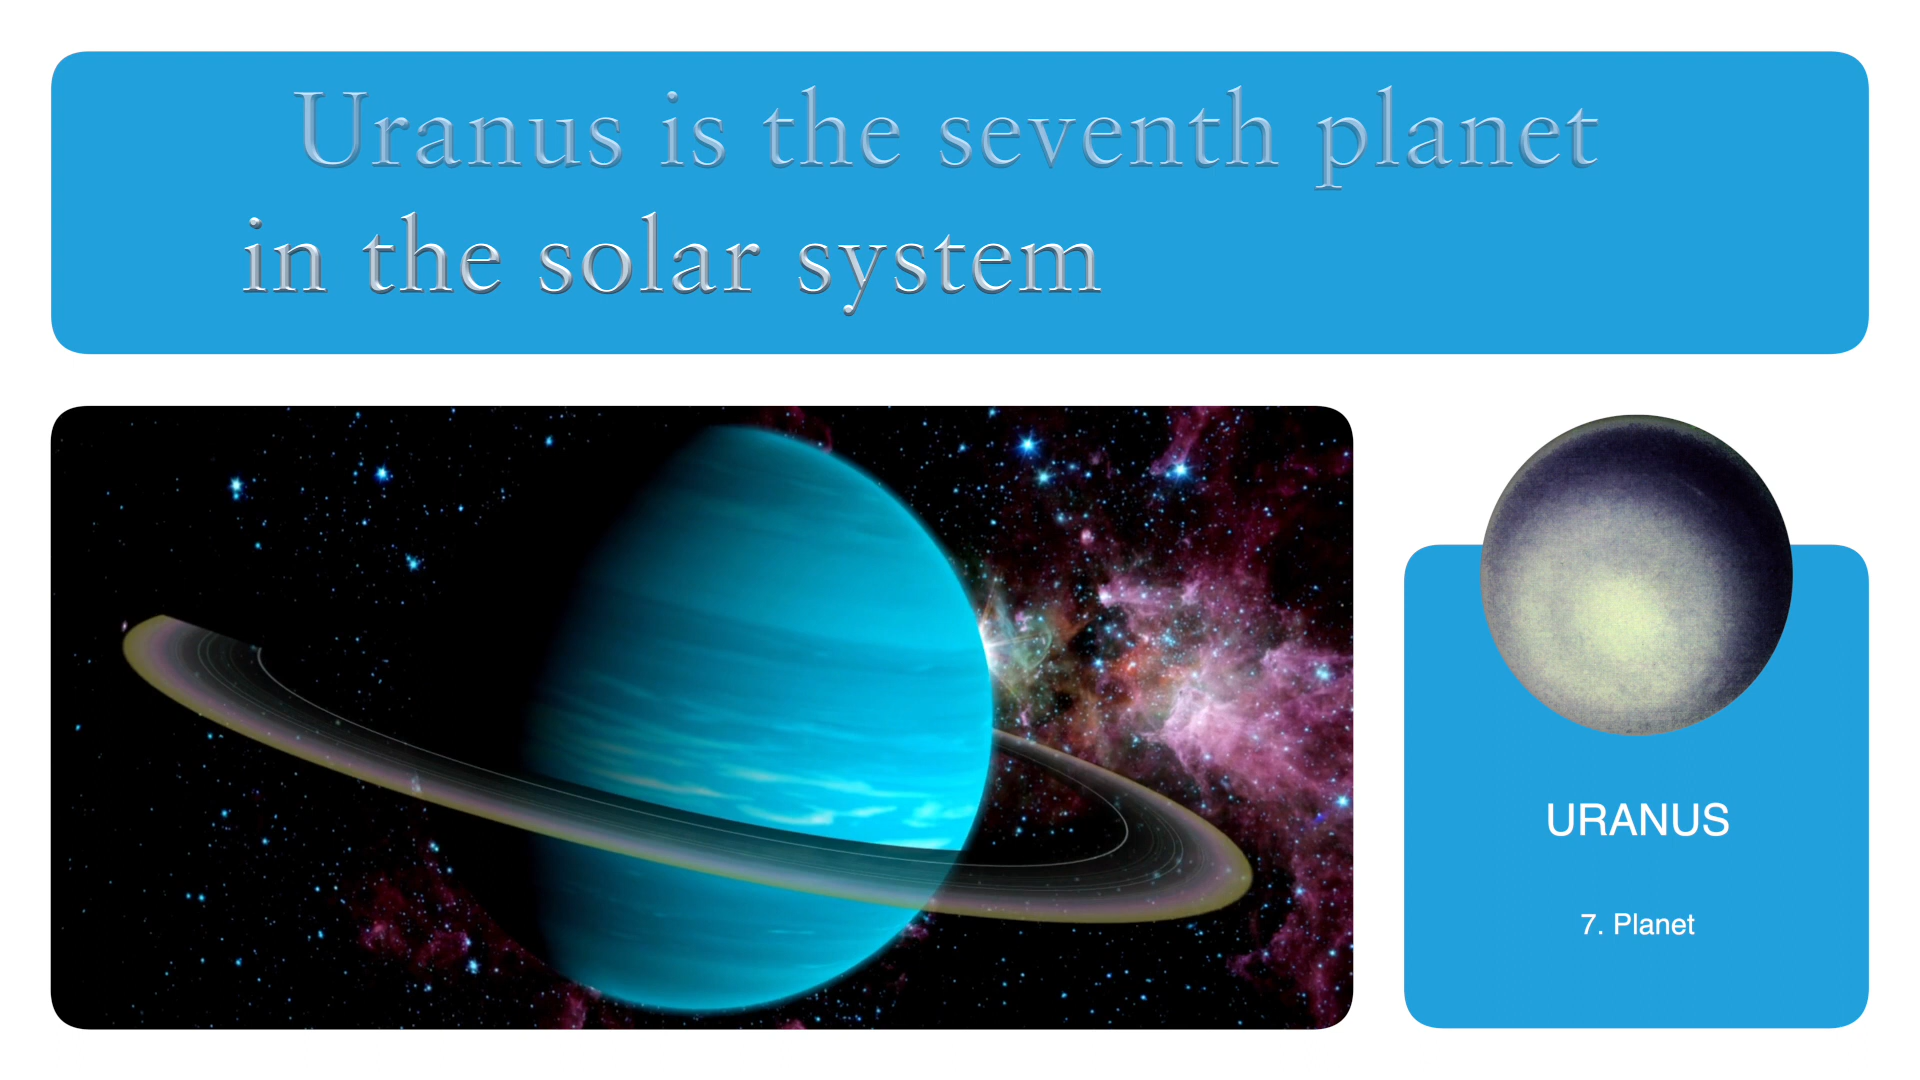 Uranus is the seventh planet
in the solar system
URANUS
7. Planet